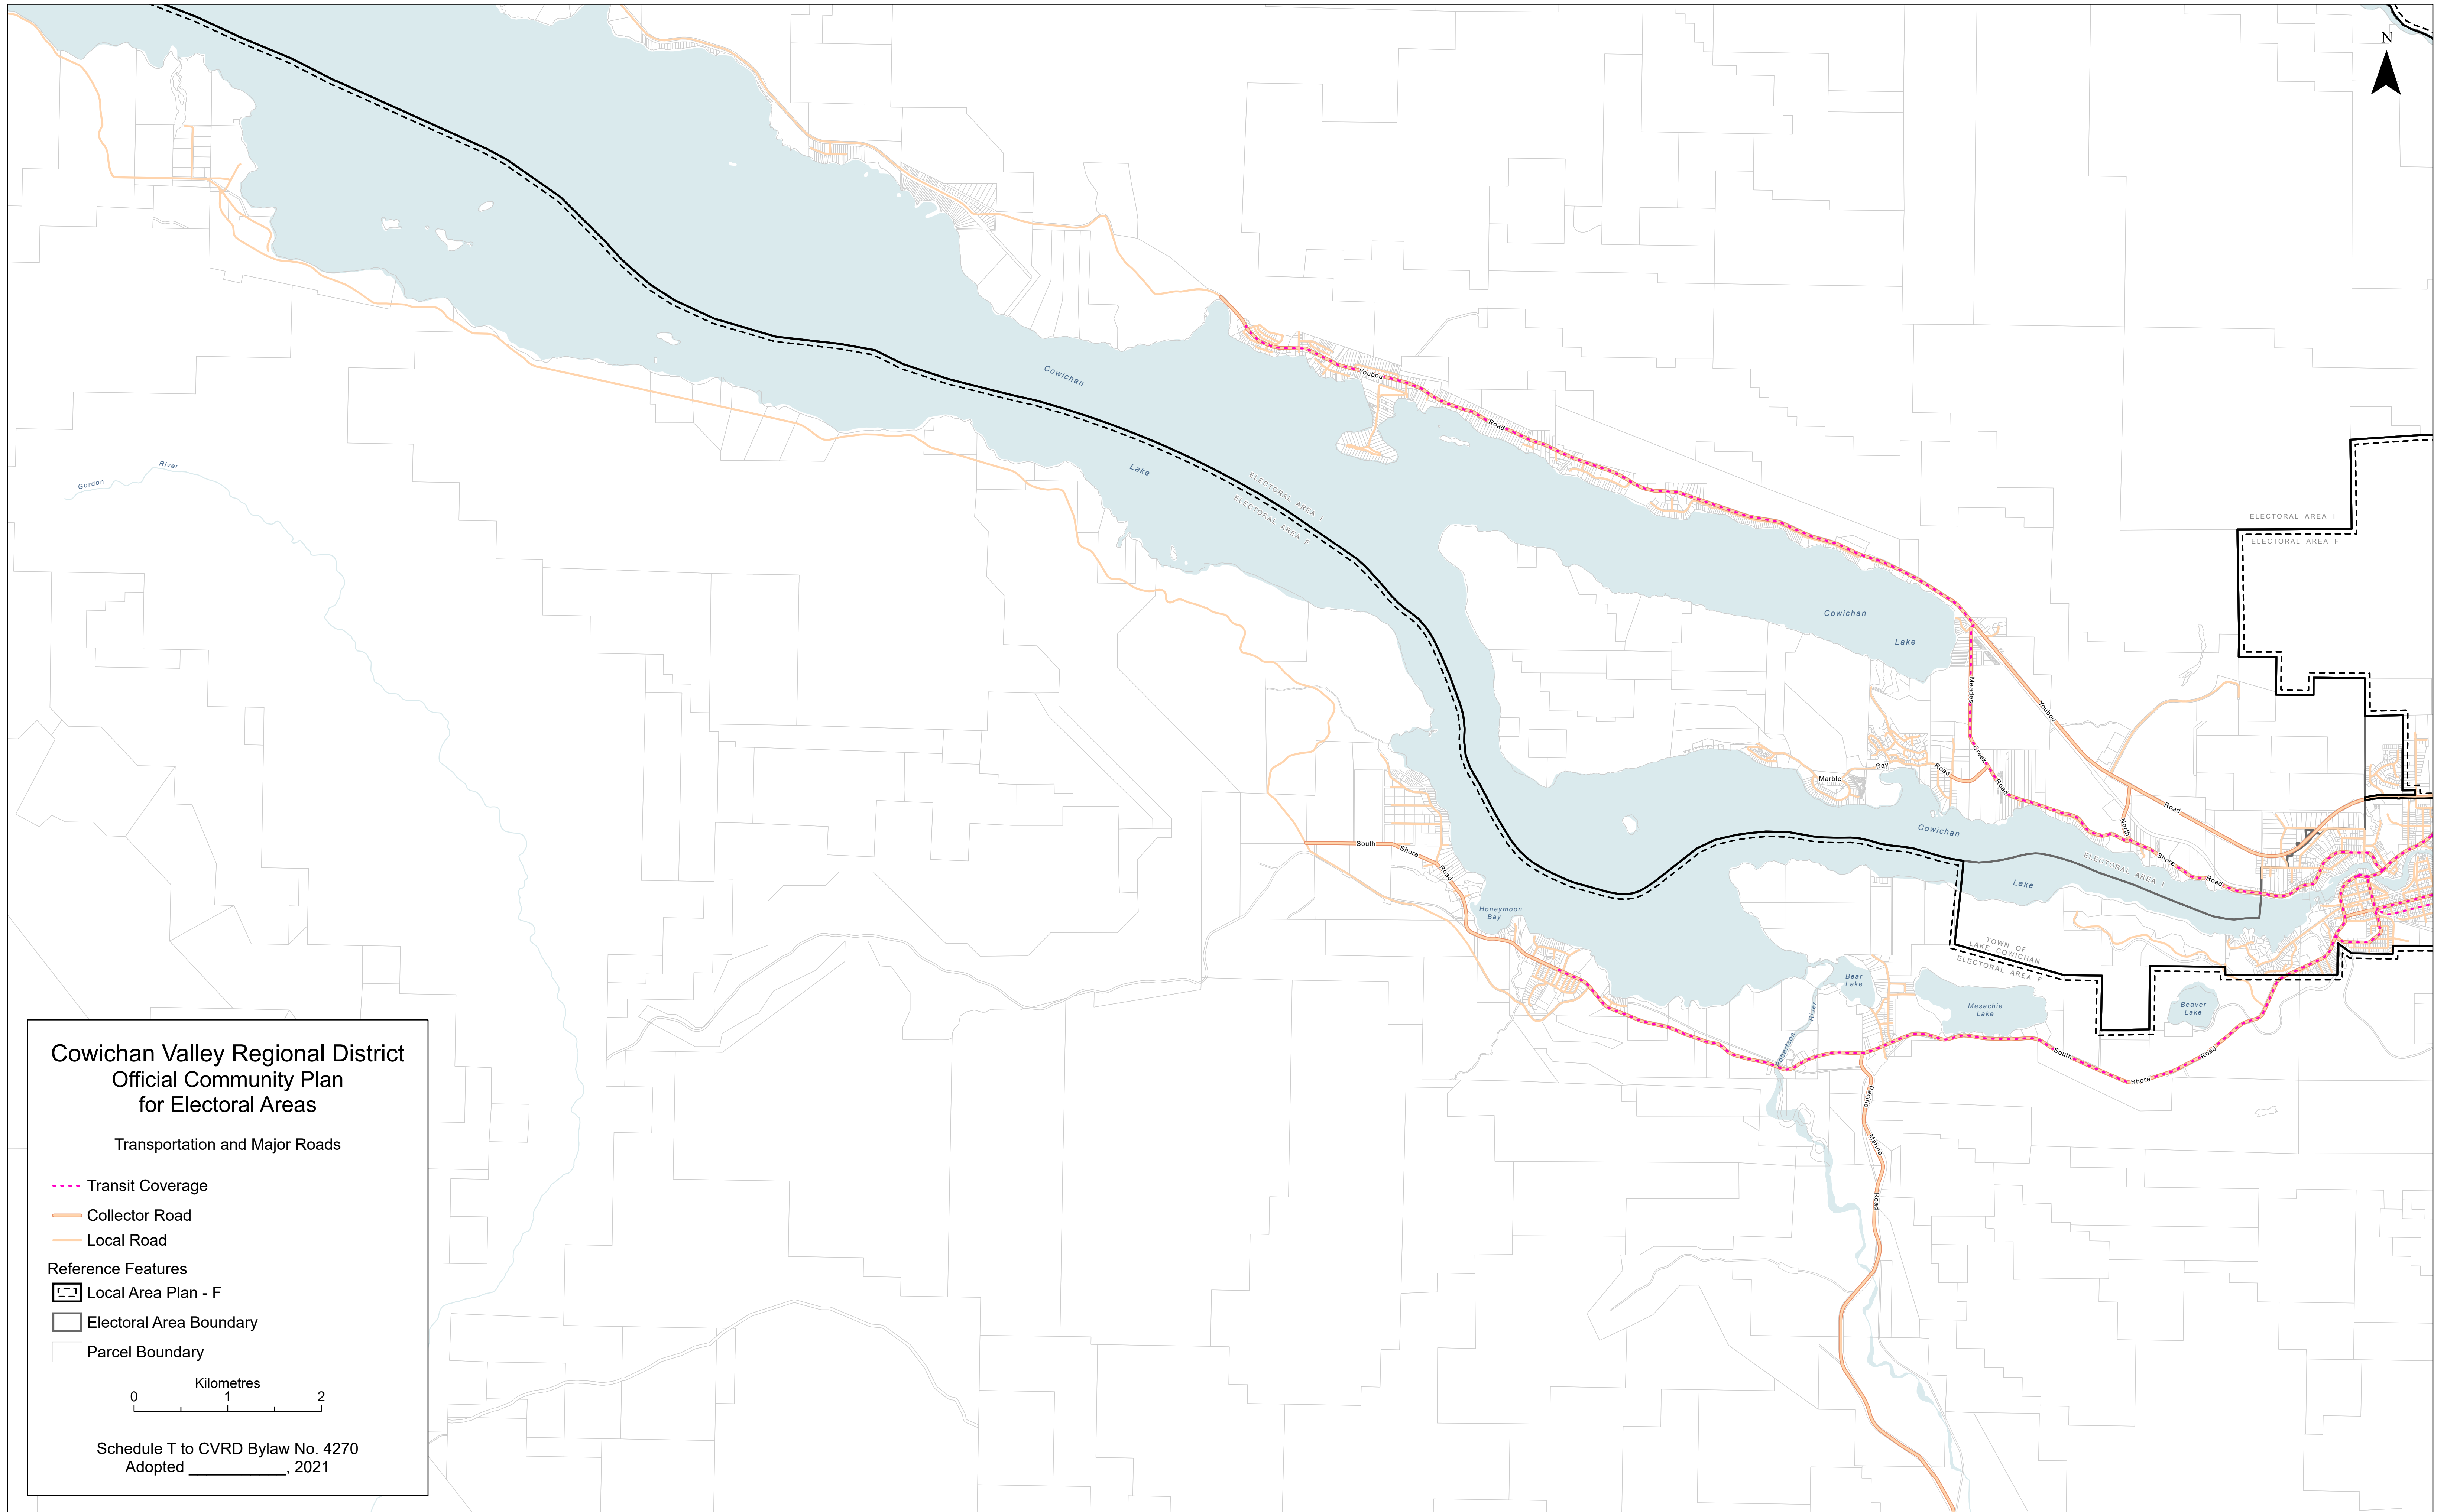 N
Cowichan
Lake
Youbou
Road
ELECTORAL AREA I
ELECTORAL AREA F
Gordon
River
ELECTORAL AREA I
ELECTORAL AREA F
Cowichan
Lake
Meades
Creek
Road
Youbou
Road
Marble
Bay
Road
North
Shore
Road
Cowichan
Lake
ELECTORAL AREA I
South
Shore
Road
Honeymoon
Bay
TOWN OF
LAKE COWICHAN
ELECTORAL AREA F
Bear
Lake
Mesachie
Lake
Beaver
Lake
Robertson
River
South
Shore
Road
Pacific
Marine
Road
Cowichan Valley Regional District
Official Community Plan
for Electoral Areas
Transportation and Major Roads
Transit Coverage
Collector Road
Local Road
Reference Features
Local Area Plan - F
Electoral Area Boundary
Parcel Boundary
Kilometres
0 1 2
Schedule T to CVRD Bylaw No. 4270
Adopted ___________, 2021